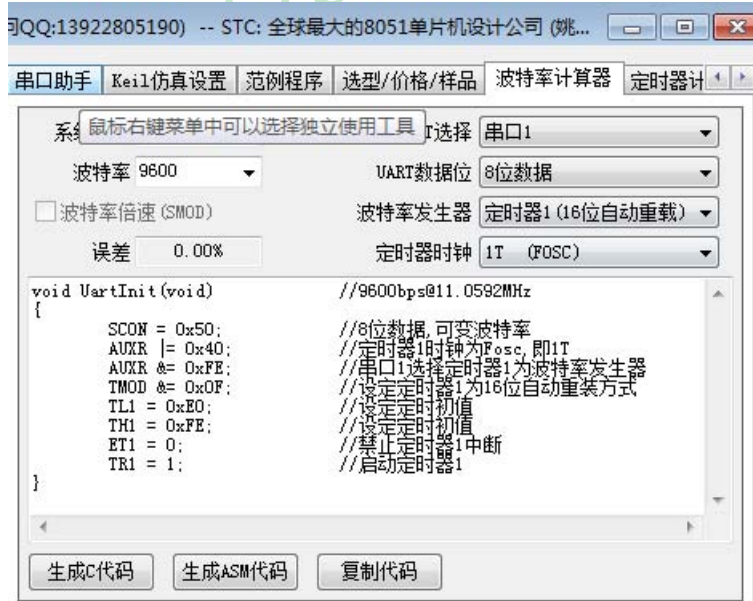 问QQ:13922805190) -- STC: 全球最大的8051单片机设计公司 (姚...
串口助手 Keil仿真设置 范例程序 选型/价格/样品 波特率计算器 定时器计
鼠标右键菜单中可以选择独立使用工具
系 T选择 串口1
波特率 9600 UART数据位 8位数据
波特率倍速(SMOD) 波特率发生器 定时器1(16位自动重载)
误差 0.00% 定时器时钟 1T (FOSC)
void UartInit(void) //9600bps@11.0592MHz
{
SCON = 0x50; //8位数据,可变波特率
AUXR |= 0x40; //定时器1时钟为Fosc,即1T
AUXR &= 0xFE; //串口1选择定时器1为波特率发生器
TMOD &= 0x0F; //设定定时器1为16位自动重装方式
TL1 = 0xE0; //设定定时初值
TH1 = 0xFE; //设定定时初值
ET1 = 0; //禁止定时器1中断
TR1 = 1; //启动定时器1
}
生成C代码 生成ASM代码 复制代码